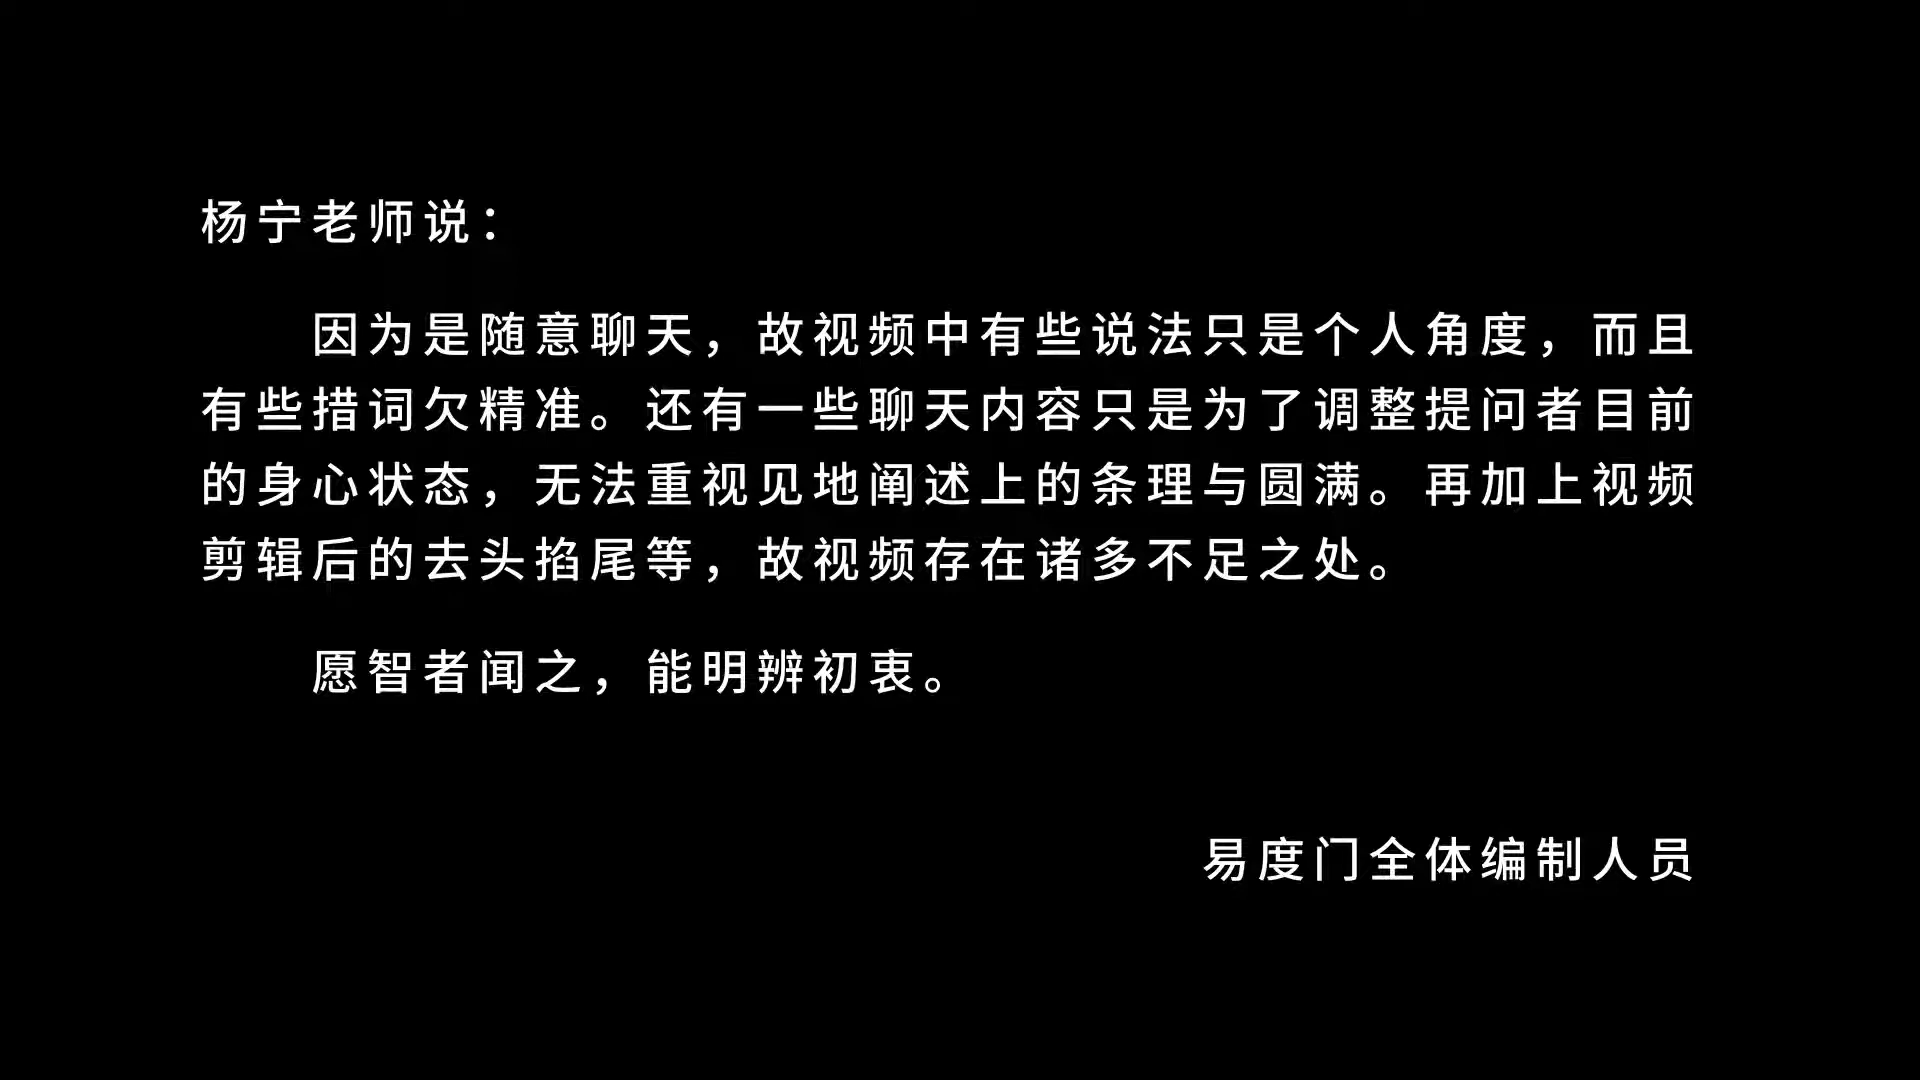 杨宁老师说：
因为是随意聊天，故视频中有些说法只是个人角度，而且
有些措词欠精准。还有一些聊天内容只是为了调整提问者目前
的身心状态，无法重视见地阐述上的条理与圆满。再加上视频
剪辑后的去头掐尾等，故视频存在诸多不足之处。
愿智者闻之，能明辨初衷。
易度门全体编制人员